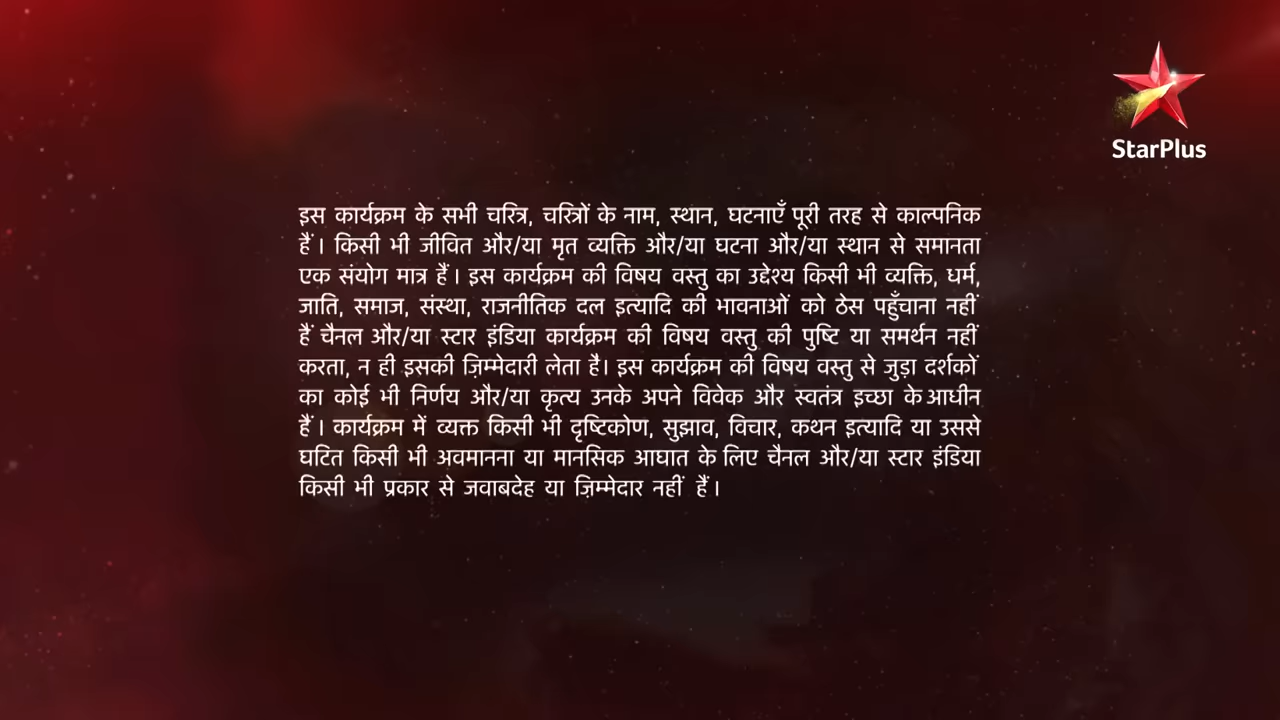 StarPlus
इस कार्यक्रम के सभी चरित्र, चरित्रों के नाम, स्थान, घटनाएँ पूरी तरह से काल्पनिक
हैं। किसी भी जीवित और/या मृत व्यक्ति और/या घटना और/या स्थान से समानता
एक संयोग मात्र हैं। इस कार्यक्रम की विषय वस्तु का उद्देश्य किसी भी व्यक्ति, धर्म,
जाति, समाज, संस्था, राजनीतिक दल इत्यादि की भावनाओं को ठेस पहुँचाना नहीं
हैं चैनल और/या स्टार इंडिया कार्यक्रम की विषय वस्तु की पुष्टि या समर्थन नहीं
करता, न ही इसकी ज़िम्मेदारी लेता है। इस कार्यक्रम की विषय वस्तु से जुड़ा दर्शकों
का कोई भी निर्णय और/या कृत्य उनके अपने विवेक और स्वतंत्र इच्छा के आधीन
हैं। कार्यक्रम में व्यक्त किसी भी दृष्टिकोण, सुझाव, विचार, कथन इत्यादि या उससे
घटित किसी भी अवमानना या मानसिक आघात के लिए चैनल और/या स्टार इंडिया
किसी भी प्रकार से जवाबदेह या ज़िम्मेदार नहीं हैं।